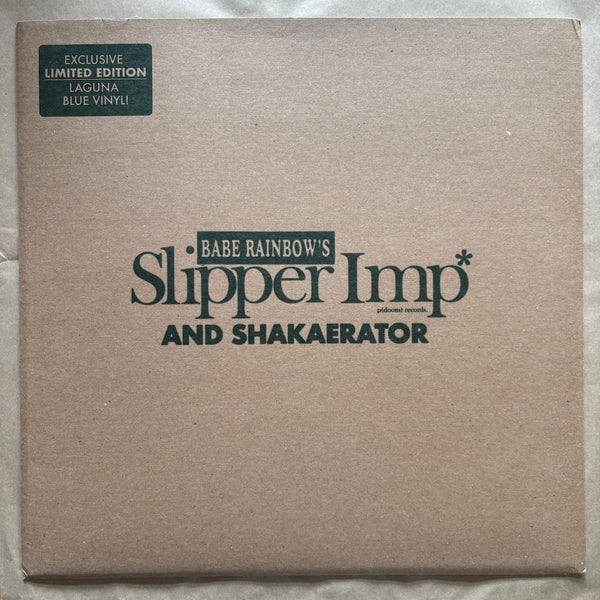 EXCLUSIVE
LIMITED EDITION
LAGUNA
BLUE VINYL!
BABE RAINBOW'S
Slipper Imp*
p(doom) records.
AND SHAKAERATOR